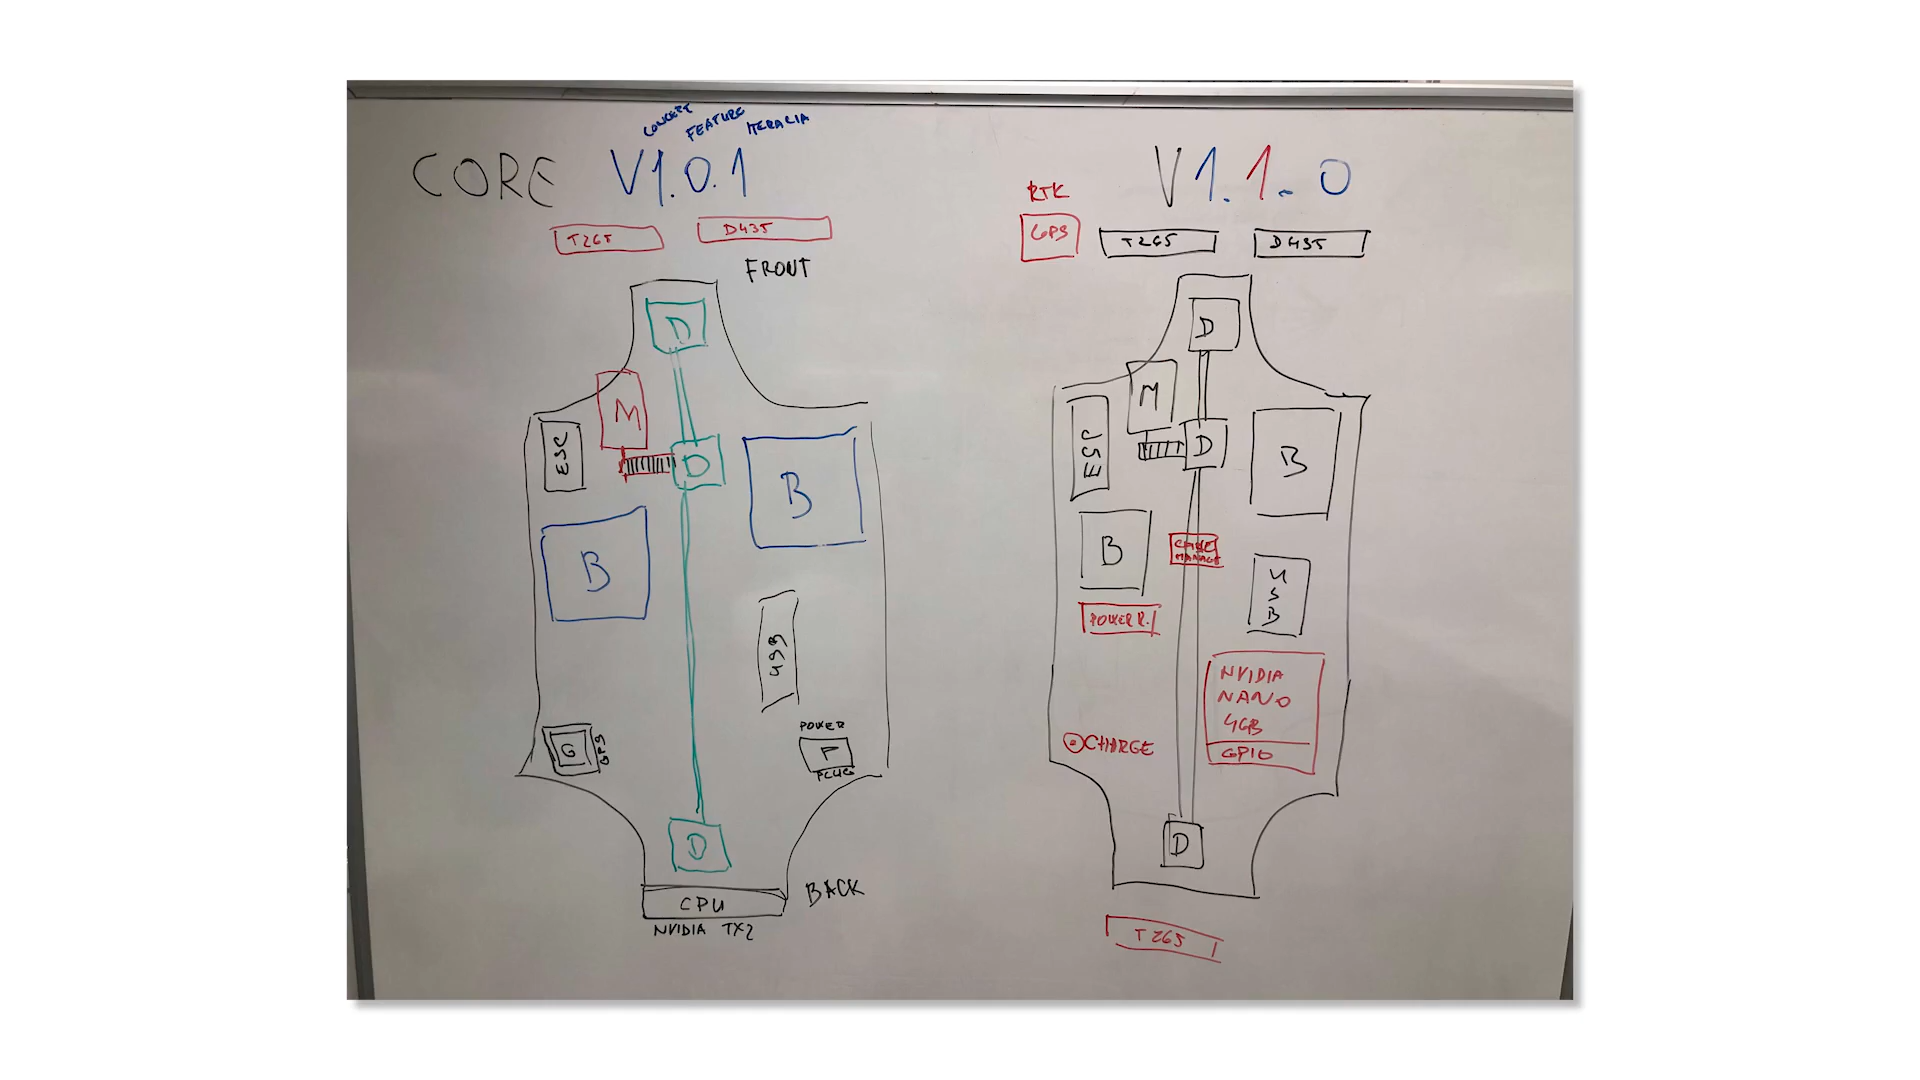 CONCEPT FEATURE ITERACIA
CORE V1.0.1
T265
D435
FRONT
D
M
ESC
D
B
B
USB
G
GPS
POWER
P
PLUG
D
CPU
NVIDIA TX2
BACK
V1.1.0
RTK
GPS
T265
D435
D
M
ESC
D
B
B
POWER R.
USB
NVIDIA
NANO
4GB
GPIO
CHARGE
D
T265